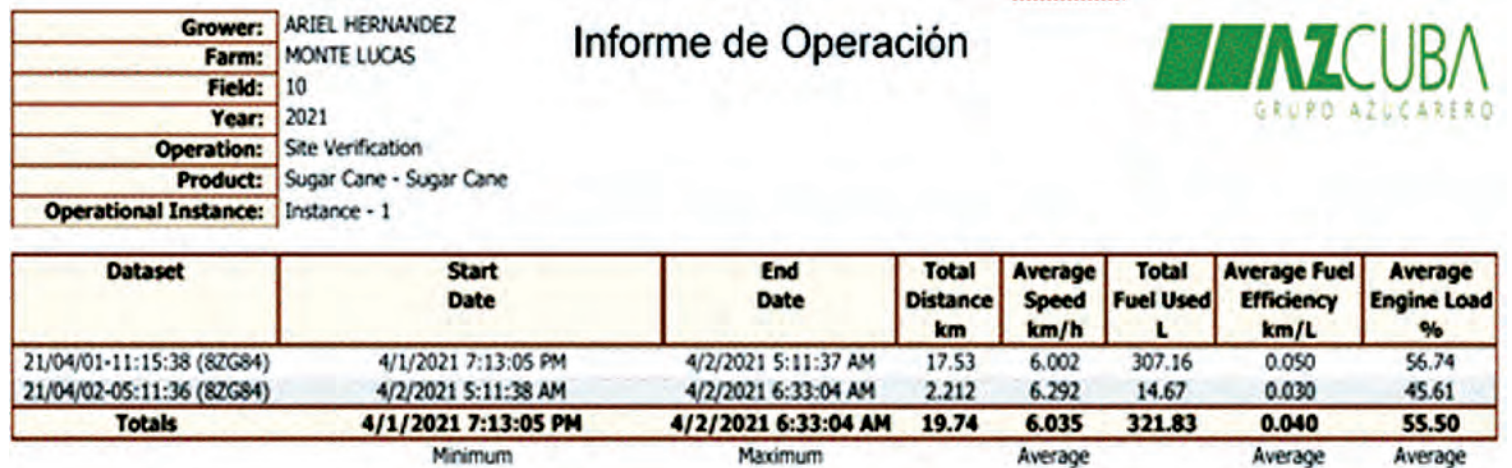 Grower: ARIEL HERNANDEZ
Farm: MONTE LUCAS
Field: 10
Year: 2021
Operation: Site Verification
Product: Sugar Cane - Sugar Cane
Operational Instance: Instance - 1
Informe de Operación
AZCUBA
GRUPO AZUCARERO
Dataset Start Date End Date Total Distance km Average Speed km/h Total Fuel Used L Average Fuel Efficiency km/L Average Engine Load %
21/04/01-11:15:38 (8ZG84) 4/1/2021 7:13:05 PM 4/2/2021 5:11:37 AM 17.53 6.002 307.16 0.050 56.74
21/04/02-05:11:36 (8ZG84) 4/2/2021 5:11:38 AM 4/2/2021 6:33:04 AM 2.212 6.292 14.67 0.030 45.61
Totals 4/1/2021 7:13:05 PM 4/2/2021 6:33:04 AM 19.74 6.035 321.83 0.040 55.50
Minimum Maximum Average Average Average